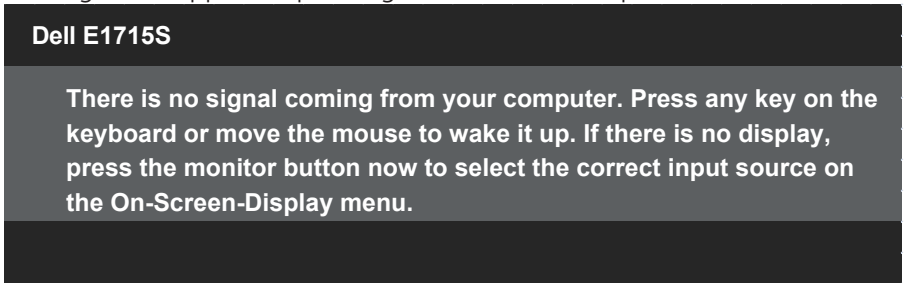 Dell E1715S
There is no signal coming from your computer. Press any key on the
keyboard or move the mouse to wake it up. If there is no display,
press the monitor button now to select the correct input source on
the On-Screen-Display menu.